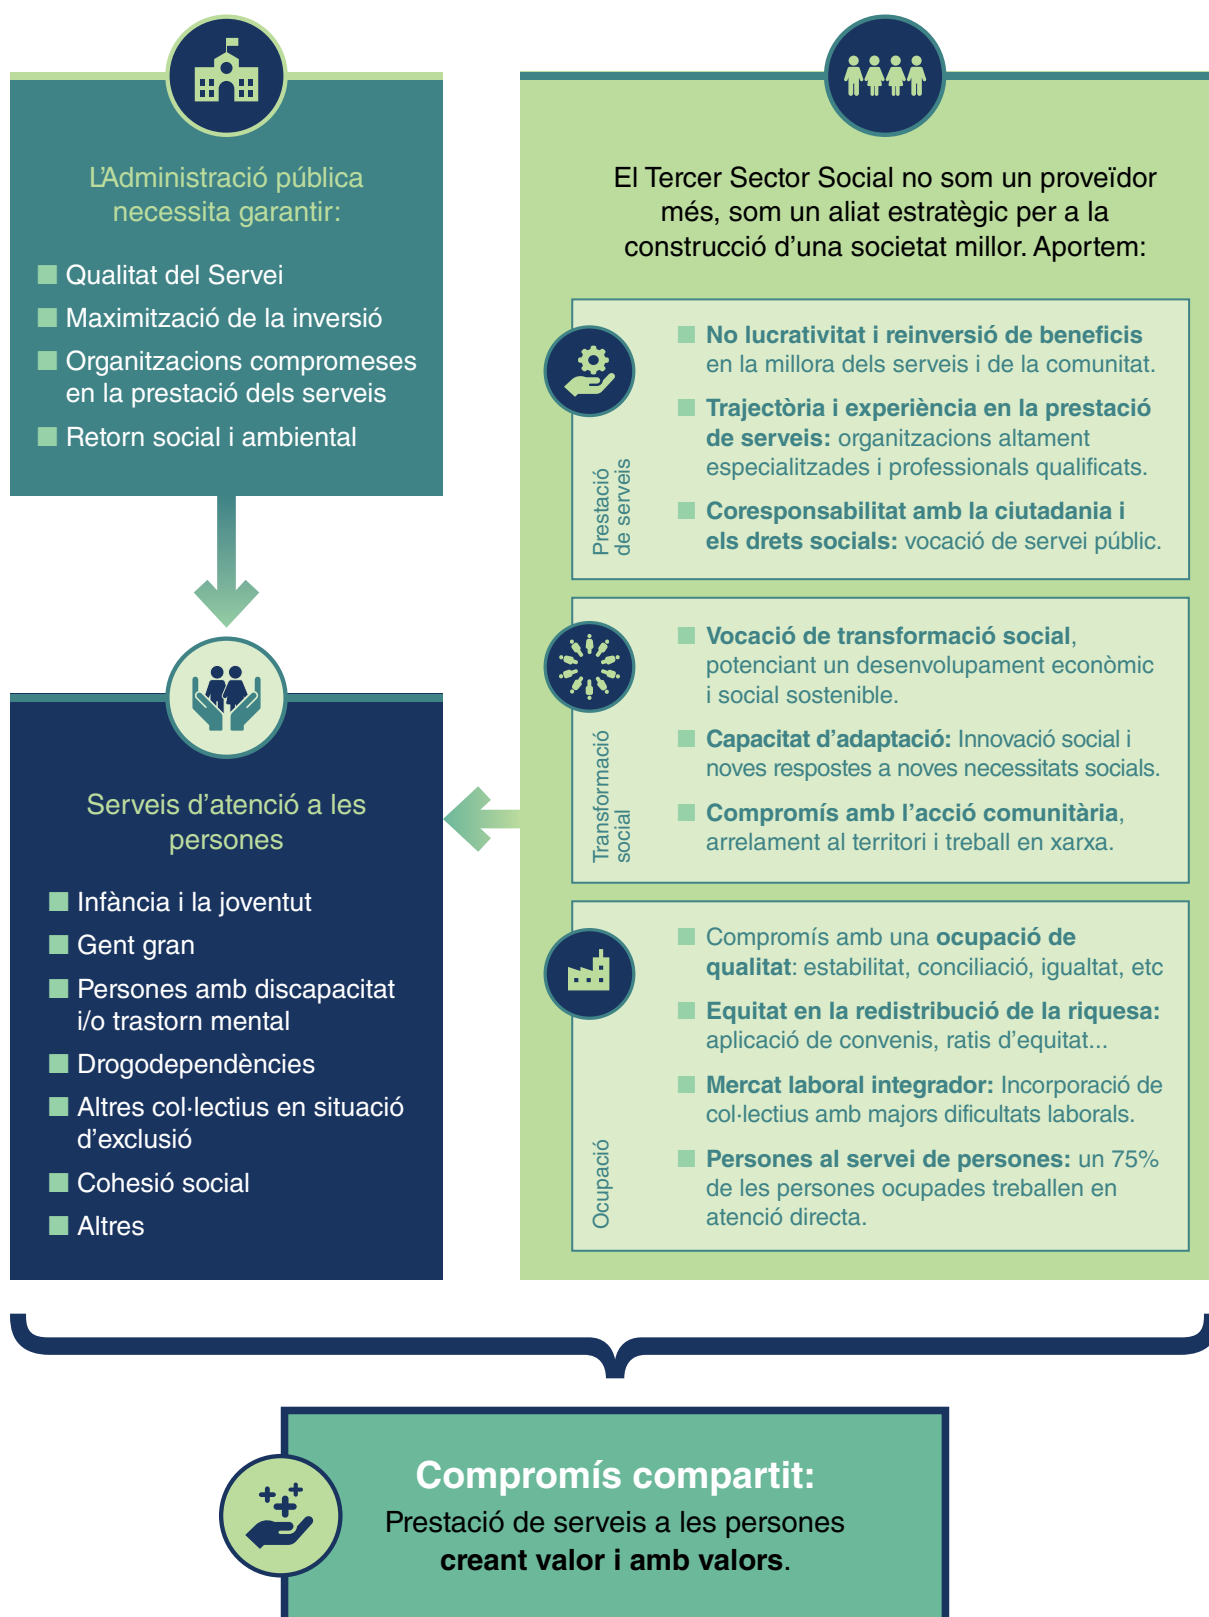 L'Administració pública
necessita garantir:
Qualitat del Servei
Maximització de la inversió
Organitzacions compromeses
en la prestació dels serveis
Retorn social i ambiental
Serveis d'atenció a les
persones
Infància i la joventut
Gent gran
Persones amb discapacitat
i/o trastorn mental
Drogodependències
Altres col·lectius en situació
d'exclusió
Cohesió social
Altres
El Tercer Sector Social no som un proveïdor
més, som un aliat estratègic per a la
construcció d'una societat millor. Aportem:
Prestació
de serveis
No lucrativitat i reinversió de beneficis
en la millora dels serveis i de la comunitat.
Trajectòria i experiència en la prestació
de serveis: organitzacions altament
especialitzades i professionals qualificats.
Coresponsabilitat amb la ciutadania i
els drets socials: vocació de servei públic.
Transformació
social
Vocació de transformació social,
potenciant un desenvolupament econòmic
i social sostenible.
Capacitat d'adaptació: Innovació social i
noves respostes a noves necessitats socials.
Compromís amb l'acció comunitària,
arrelament al territori i treball en xarxa.
Ocupació
Compromís amb una ocupació de
qualitat: estabilitat, conciliació, igualtat, etc
Equitat en la redistribució de la riquesa:
aplicació de convenis, ratis d'equitat...
Mercat laboral integrador: Incorporació de
col·lectius amb majors dificultats laborals.
Persones al servei de persones: un 75%
de les persones ocupades treballen en
atenció directa.
Compromís compartit:
Prestació de serveis a les persones
creant valor i amb valors.